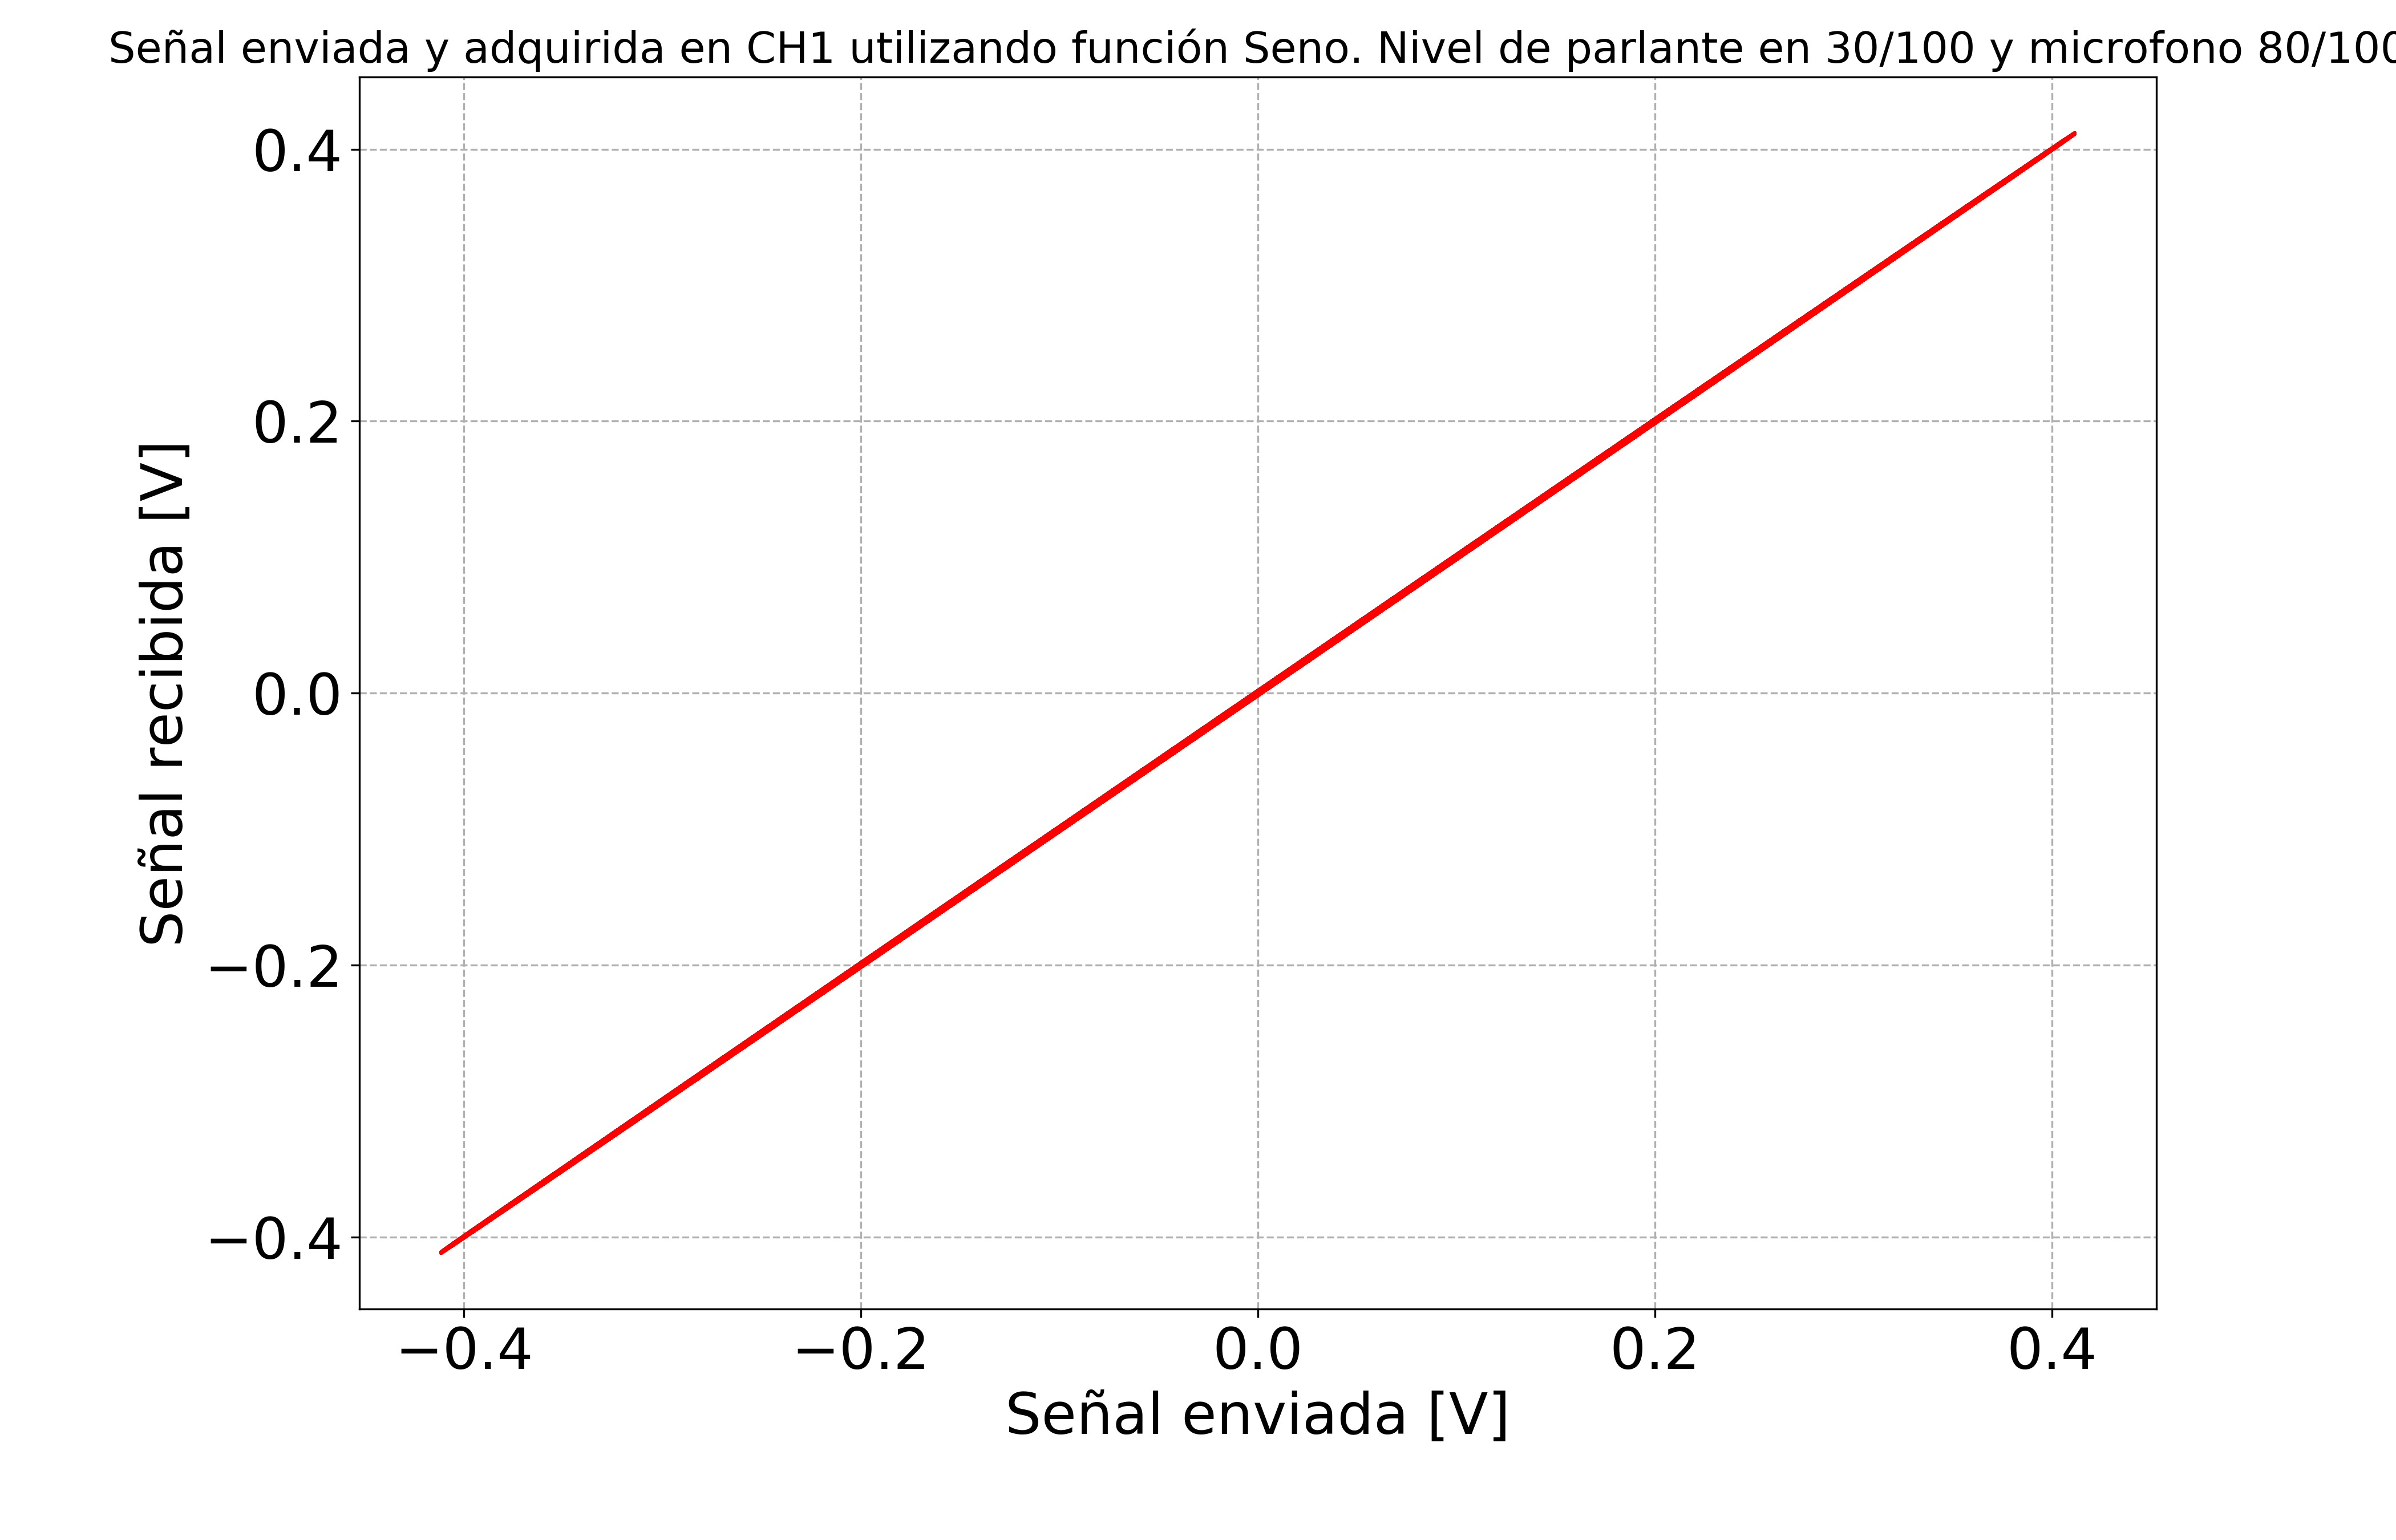 Señal enviada y adquirida en CH1 utilizando función Seno. Nivel de parlante en 30/100 y microfono 80/100
Señal recibida [V]
0.4
0.2
0.0
−0.2
−0.4
−0.4 −0.2 0.0 0.2 0.4
Señal enviada [V]